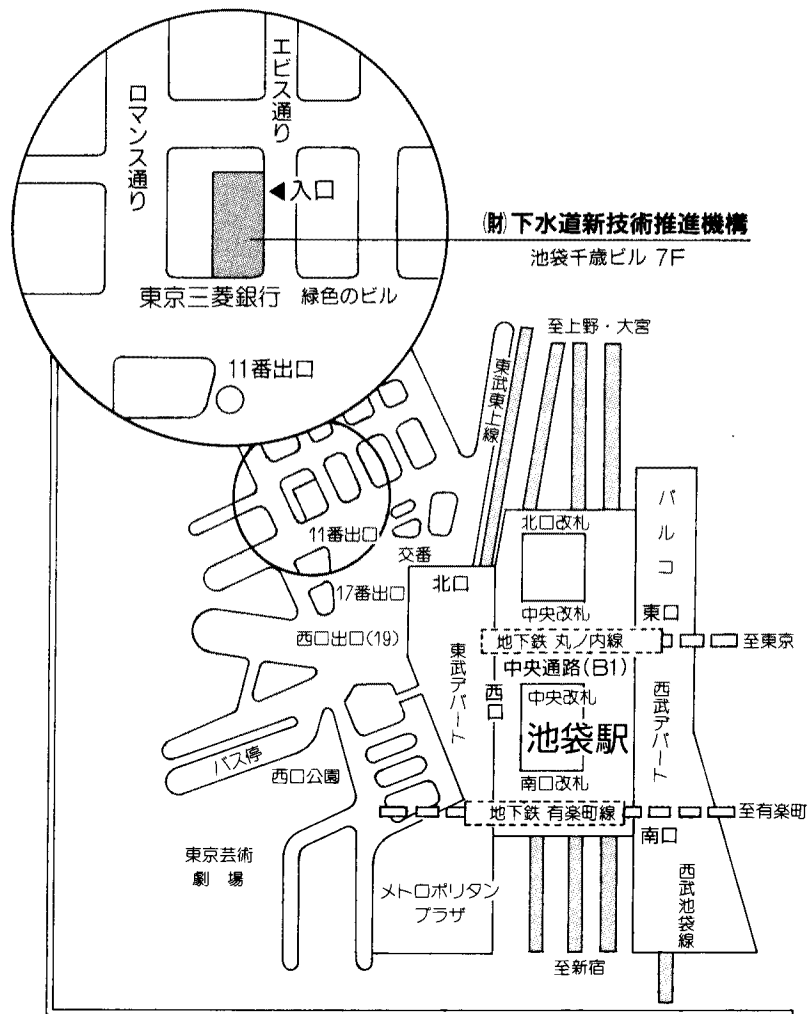 エビス通り
ロマンス通り
入口
(財)下水道新技術推進機構
池袋千歳ビル 7F
東京三菱銀行
緑色のビル
11番出口
至上野・大宮
東武東上線
パルコ
11番出口
北口改札
交番
北口
17番出口
中央改札
東口
西口出口(19)
地下鉄 丸ノ内線
至東京
中央通路(B1)
東武デパート
西口
中央改札
西武デパート
池袋駅
バス停
西口公園
南口改札
地下鉄 有楽町線
至有楽町
南口
東京芸術
劇場
メトロポリタン
プラザ
西武池袋線
至新宿